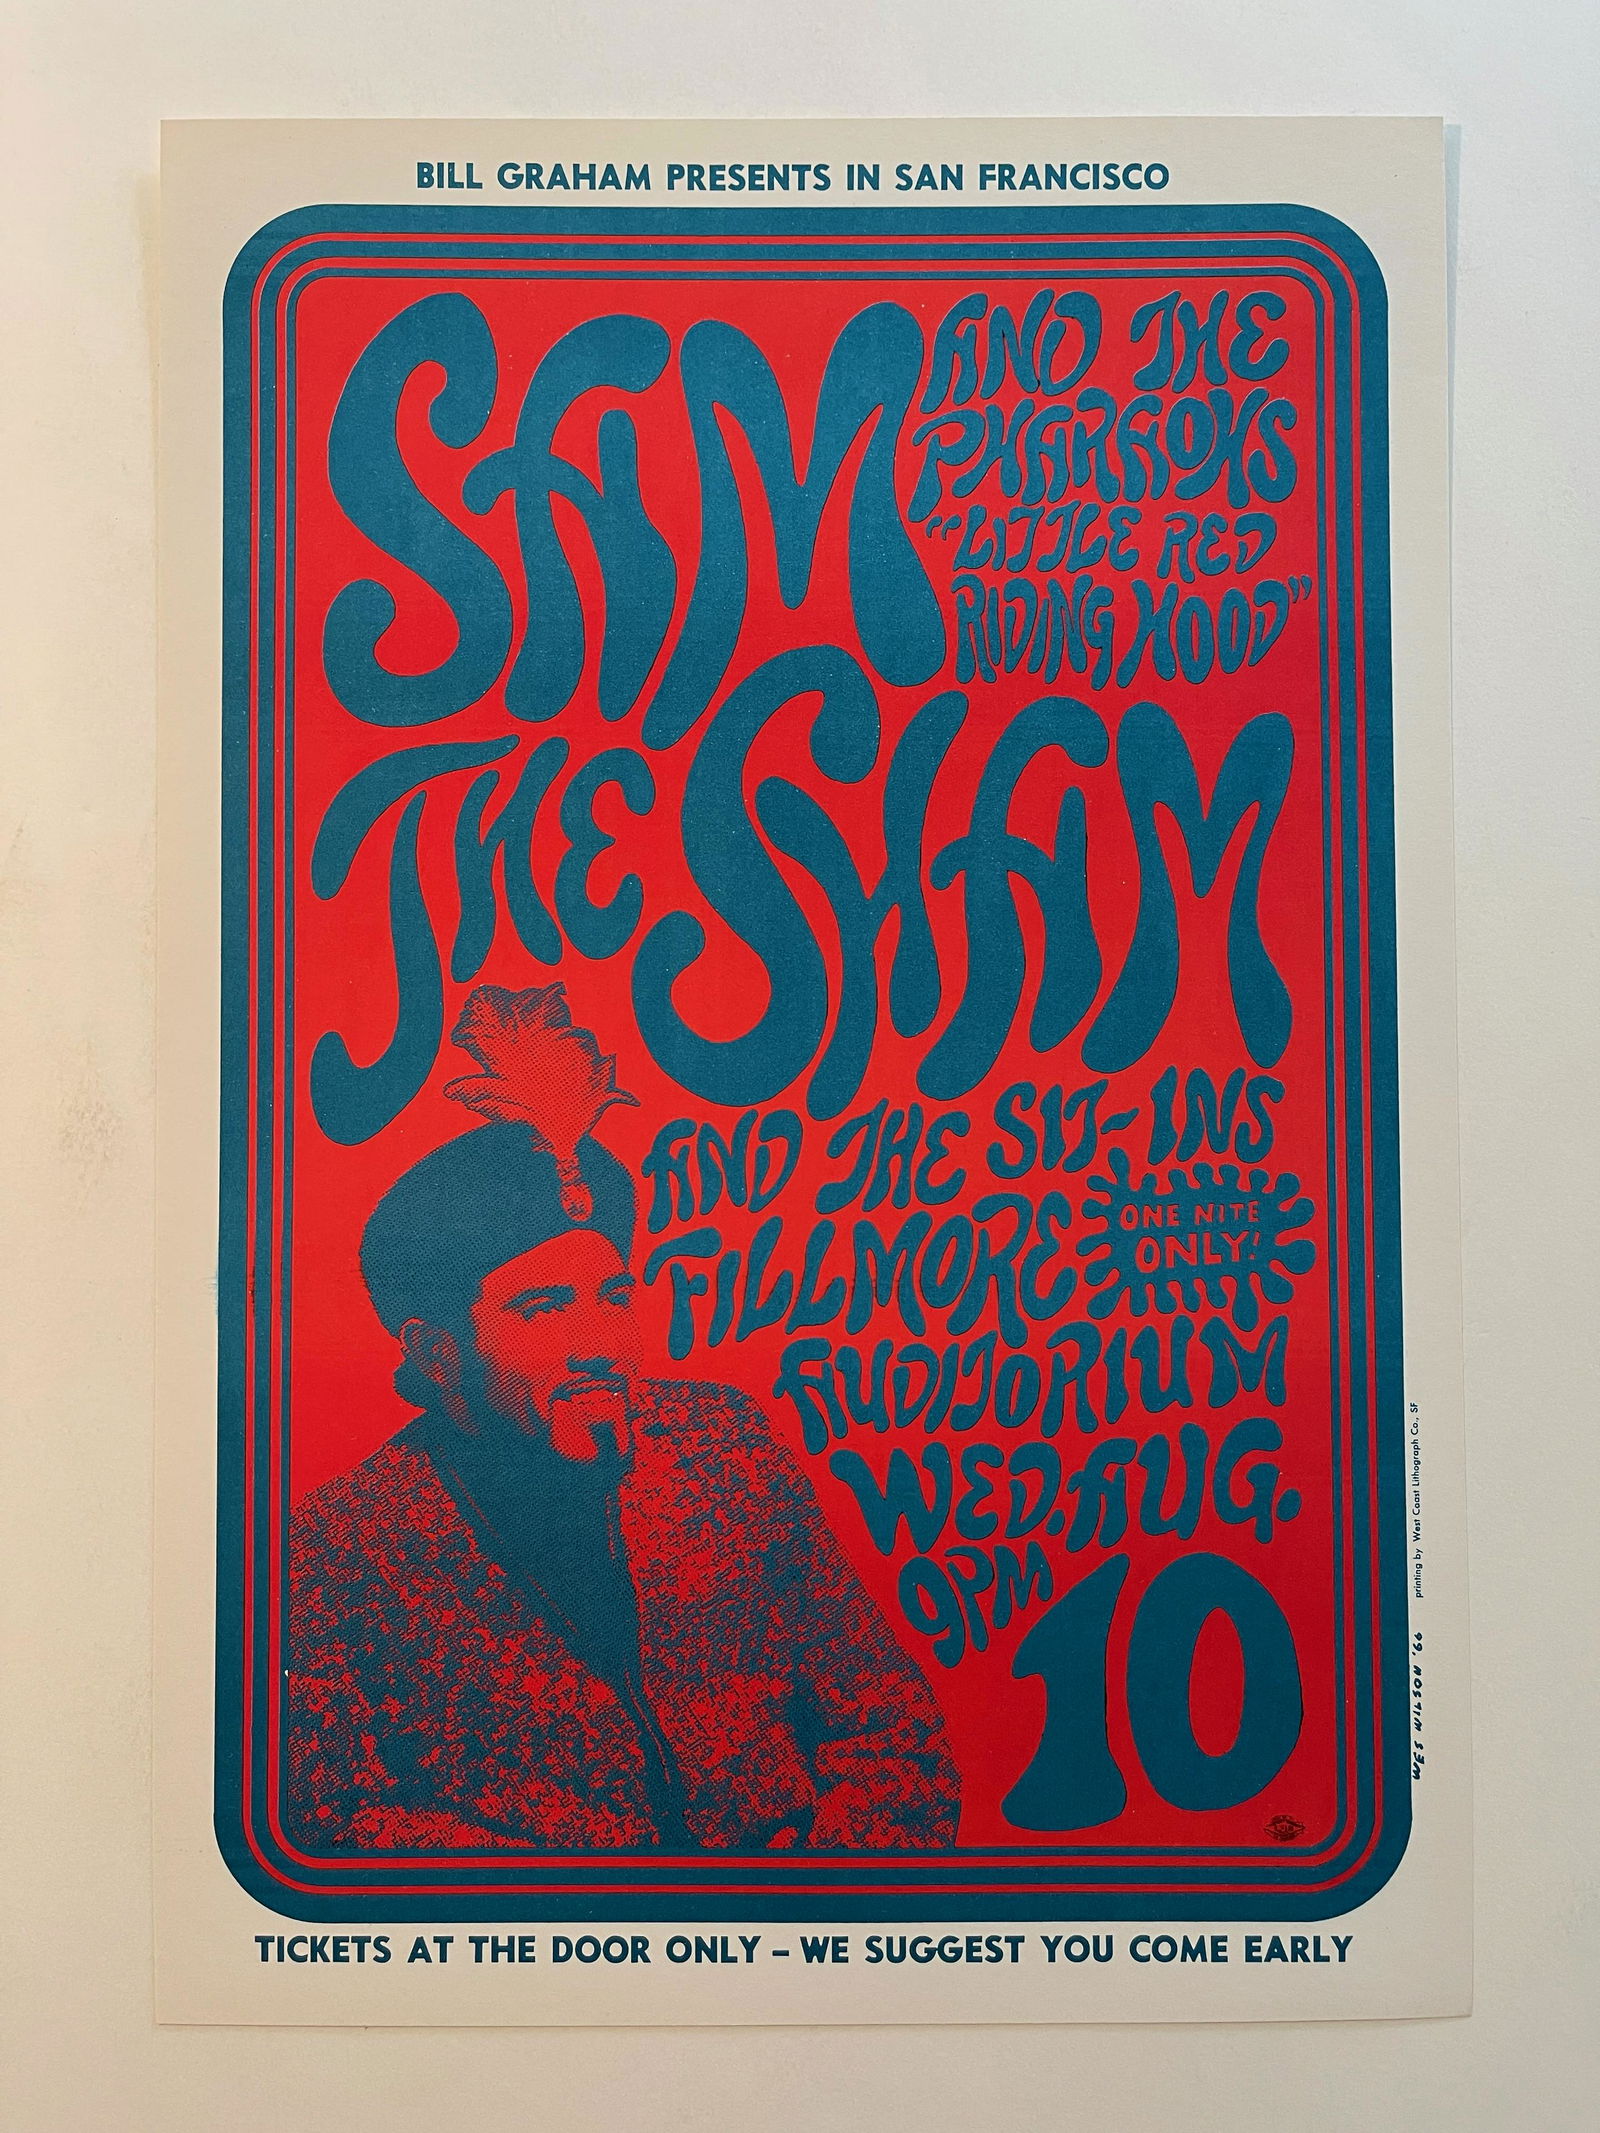 BILL GRAHAM PRESENTS IN SAN FRANCISCO
SAM
AND THE
PHARAOHS
"LITTLE RED
RIDING HOOD"
THE SHAM
AND THE SIT-INS
FILLMORE
ONE NITE
ONLY!
AUDITORIUM
WED. AUG.
9PM 10
TICKETS AT THE DOOR ONLY – WE SUGGEST YOU COME EARLY
WES WILSON '66 printing by West Coast Lithograph Co., SF